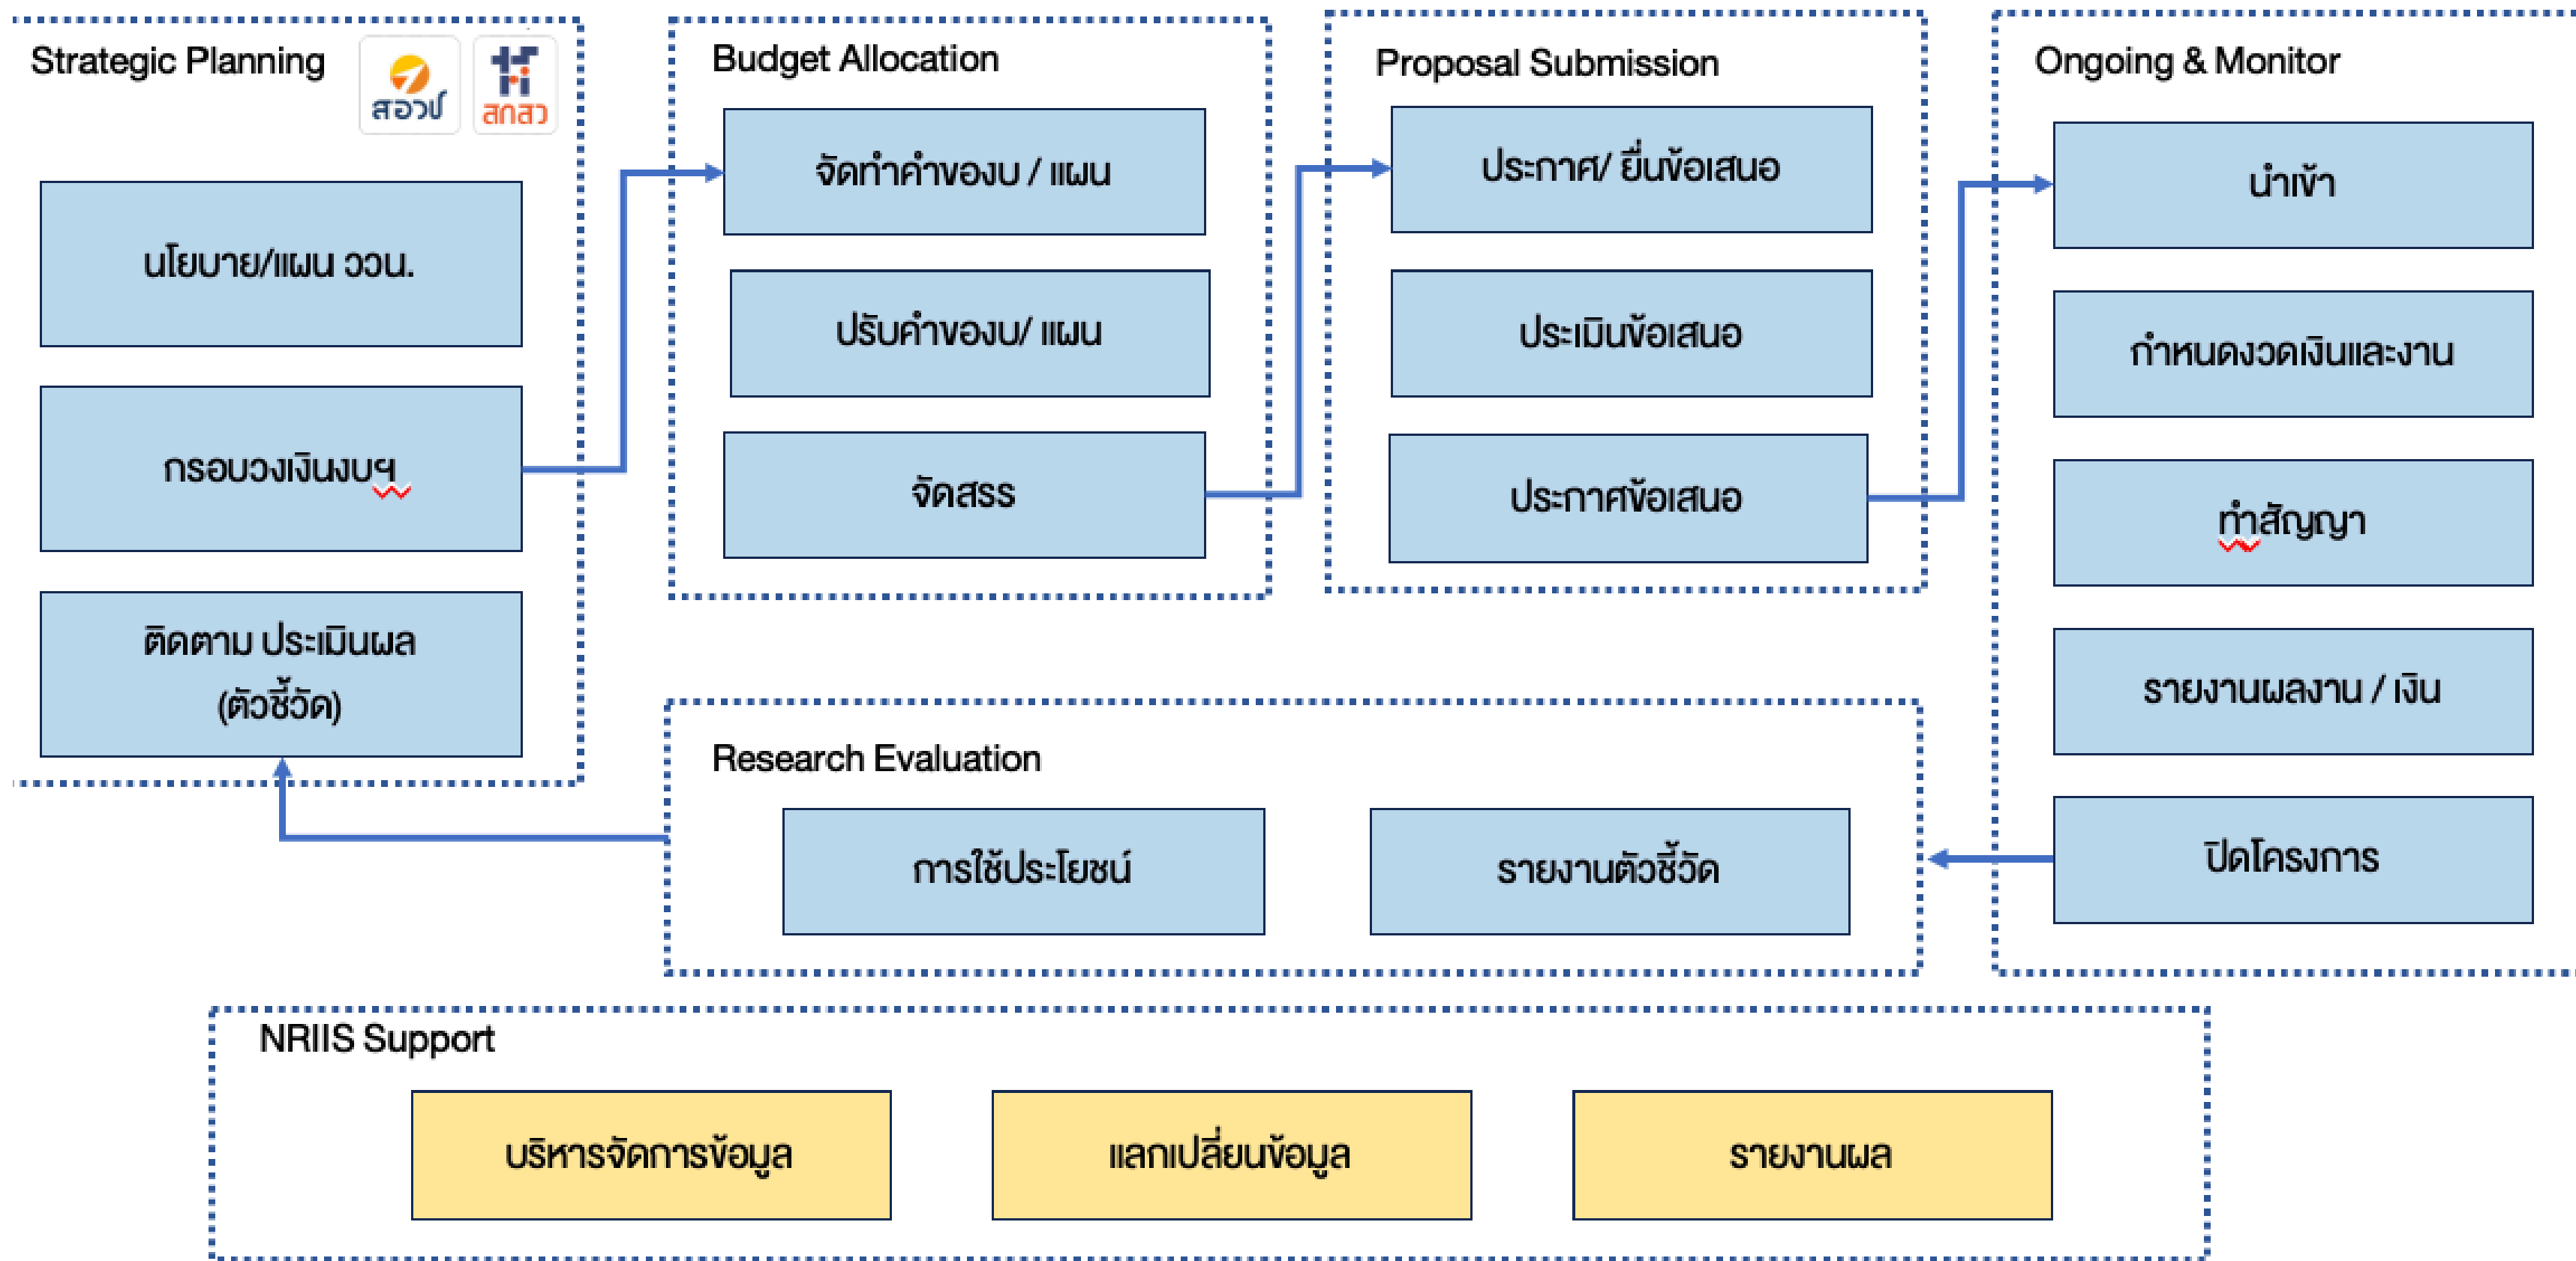 Strategic Planning
สอวช
สกสว
นโยบาย/แผน ววน.
กรอบวงเงินงบฯ
ติดตาม ประเมินผล
(ตัวชี้วัด)
Budget Allocation
จัดทำคำของบ / แผน
ปรับคำของบ/ แผน
จัดสรร
Proposal Submission
ประกาศ/ ยื่นข้อเสนอ
ประเมินข้อเสนอ
ประกาศข้อเสนอ
Ongoing & Monitor
นำเข้า
กำหนดงวดเงินและงาน
ทำสัญญา
รายงานผลงาน / เงิน
ปิดโครงการ
Research Evaluation
การใช้ประโยชน์
รายงานตัวชี้วัด
NRIIS Support
บริหารจัดการข้อมูล
แลกเปลี่ยนข้อมูล
รายงานผล